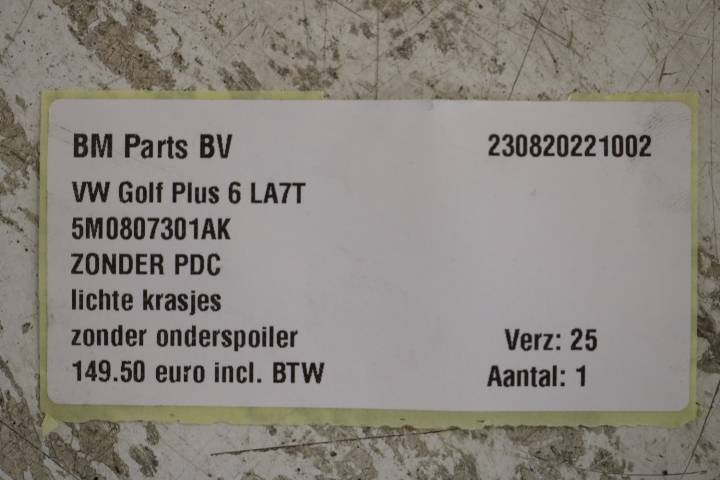 BM Parts BV 230820221002
VW Golf Plus 6 LA7T
5M0807301AK
ZONDER PDC
lichte krasjes
zonder onderspoiler Verz: 25
149.50 euro incl. BTW Aantal: 1